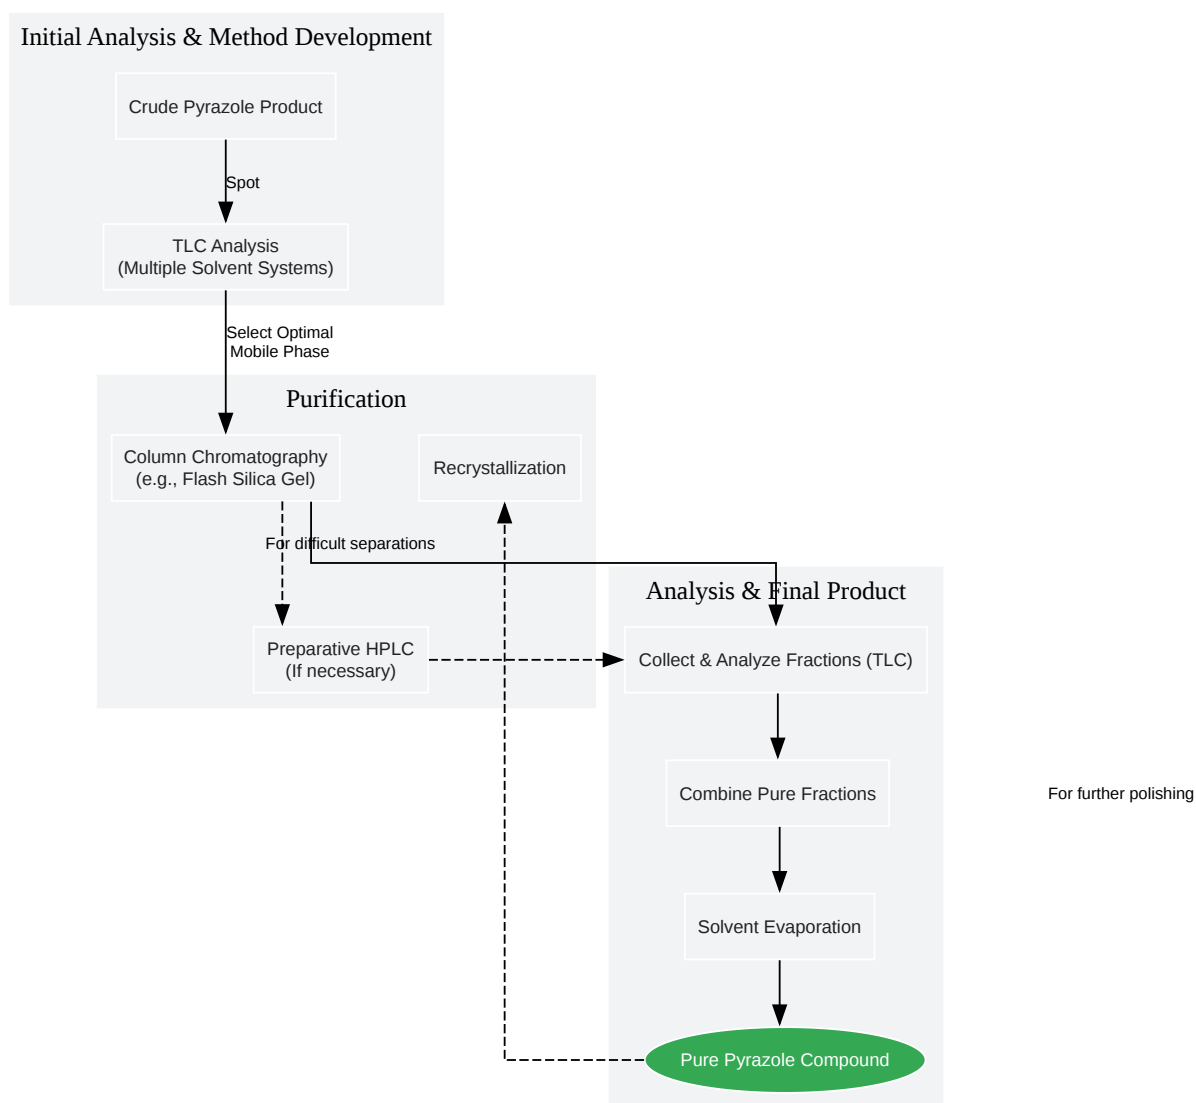 Initial Analysis & Method Development
Crude Pyrazole Product
Spot
TLC Analysis
(Multiple Solvent Systems)
Select Optimal
Mobile Phase
Purification
Column Chromatography
(e.g., Flash Silica Gel)
Recrystallization
For difficult separations
Analysis & Final Product
Preparative HPLC
(If necessary)
Collect & Analyze Fractions (TLC)
Combine Pure Fractions
For further polishing
Solvent Evaporation
Pure Pyrazole Compound